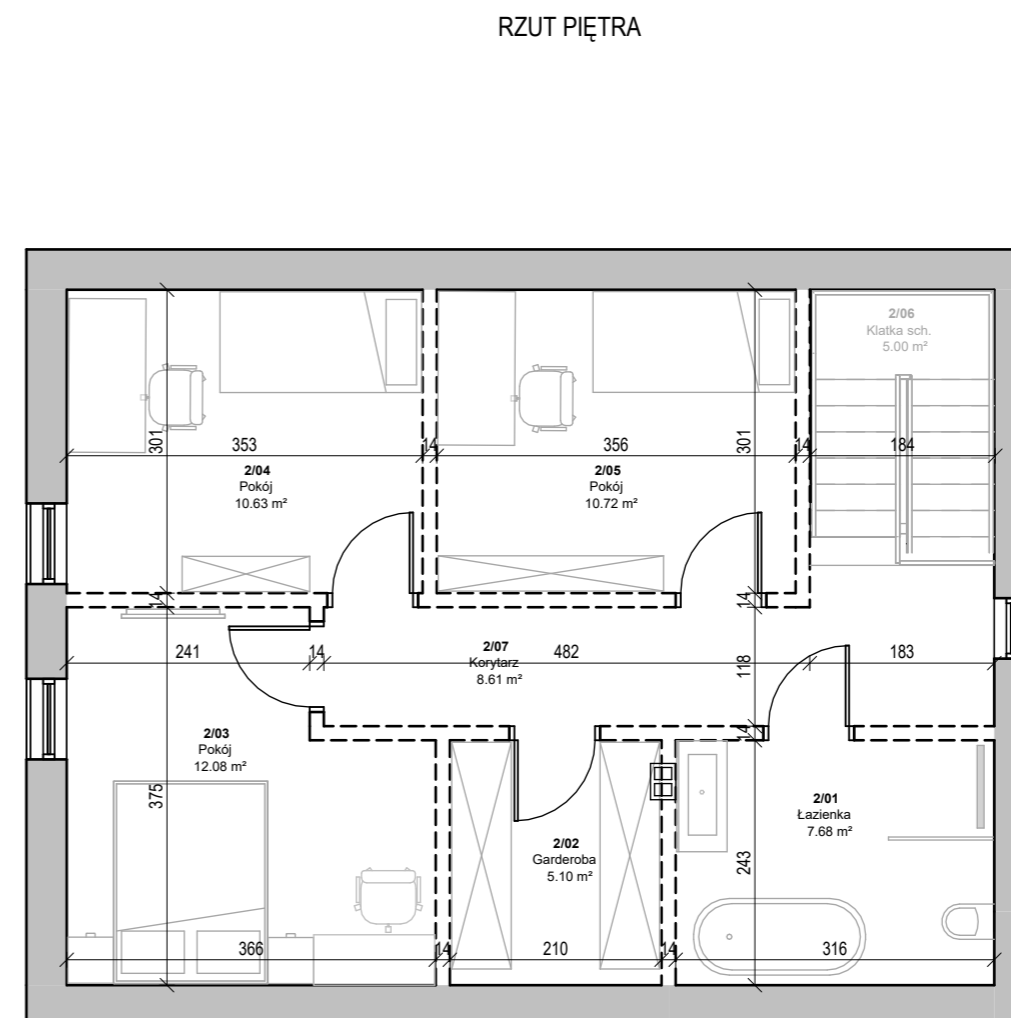 RZUT PIĘTRA
2/06
Klatka sch.
5.00 m²
301
353
14
356
301
14
184
2/04
Pokój
10.63 m²
2/05
Pokój
10.72 m²
14
14
241
14
2/07
Korytarz
8.61 m²
482
118
183
14
2/03
Pokój
12.08 m²
375
2/01
Łazienka
7.68 m²
2/02
Garderoba
5.10 m²
243
366
14
210
14
316